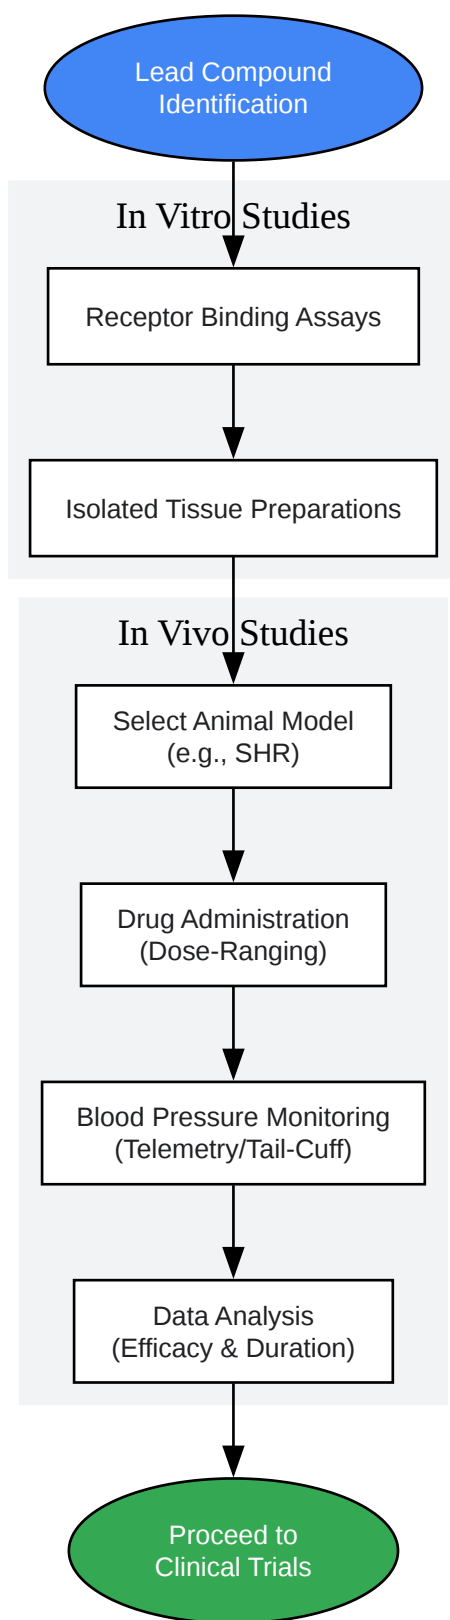 Lead Compound
Identification
In Vitro Studies
Receptor Binding Assays
Isolated Tissue Preparations
In Vivo Studies
Select Animal Model
(e.g., SHR)
Drug Administration
(Dose-Ranging)
Blood Pressure Monitoring
(Telemetry/Tail-Cuff)
Data Analysis
(Efficacy & Duration)
Proceed to
Clinical Trials